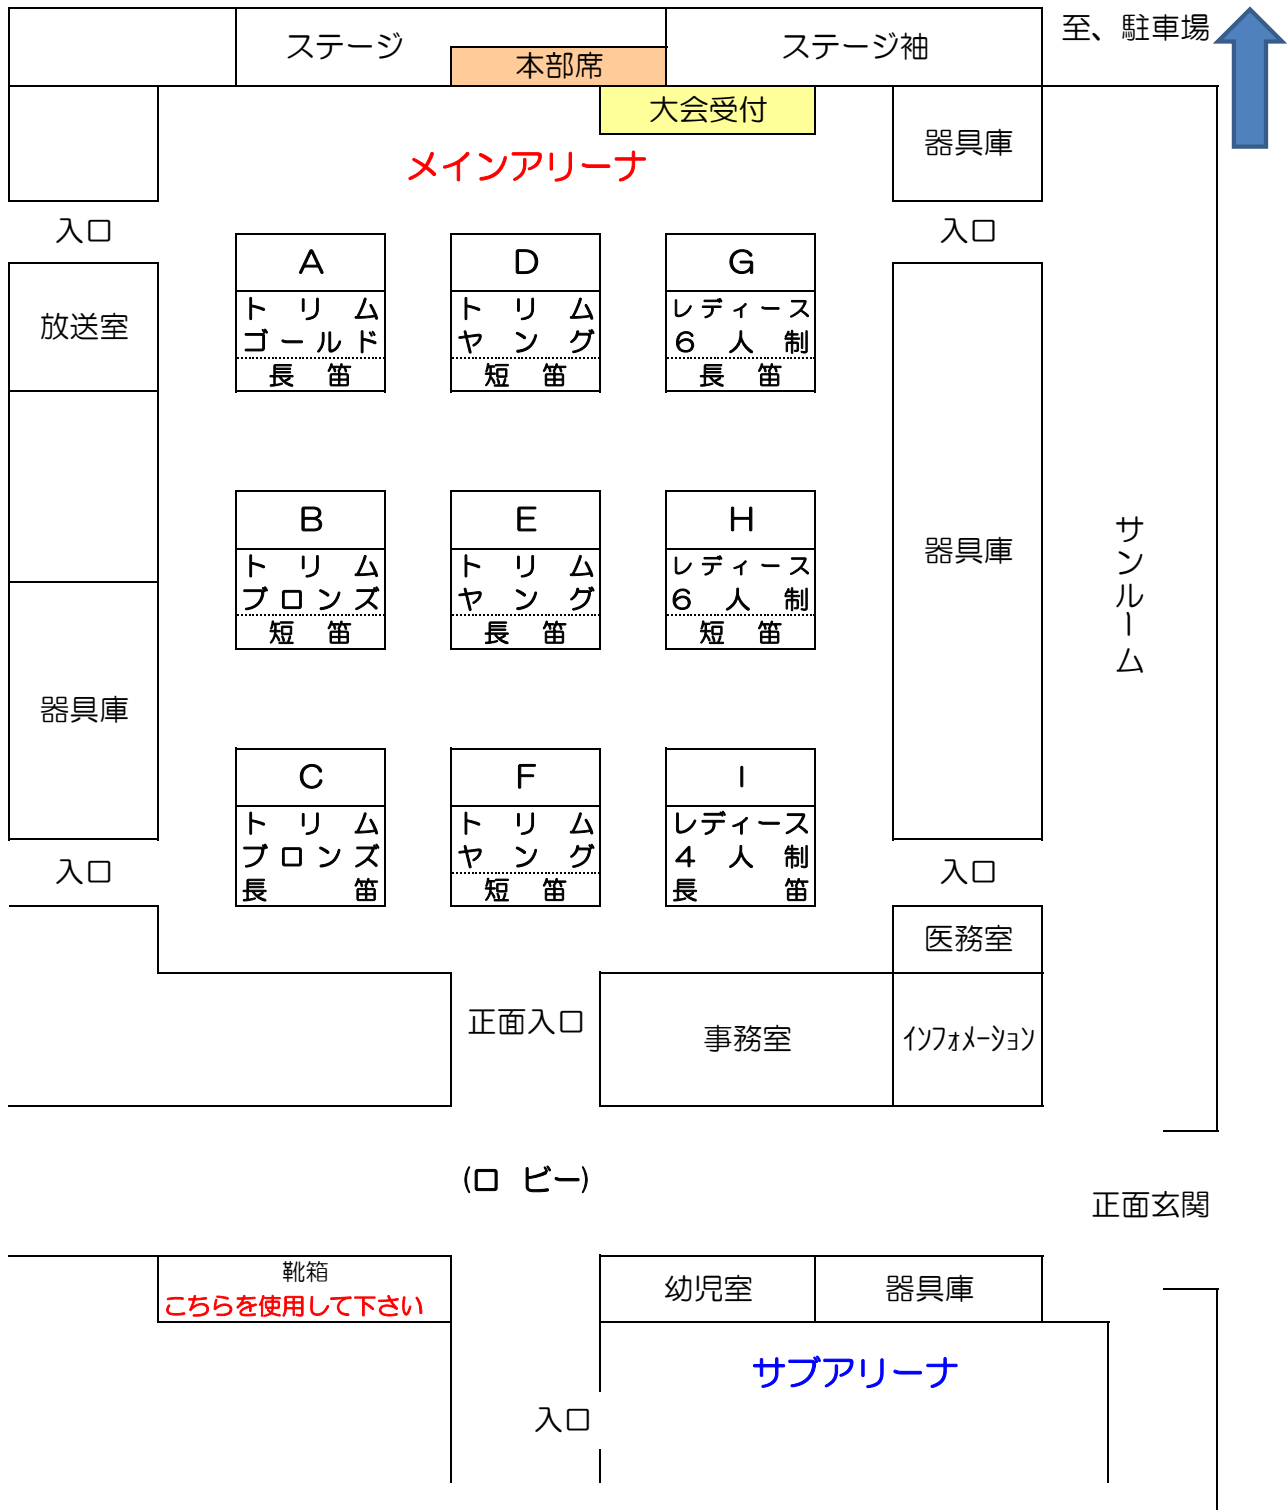 ステージ
本部席
ステージ袖
至、駐車場
大会受付
器具庫
メインアリーナ
入口
入口
A
トリム
ゴールド
長笛
D
トリム
ヤング
短笛
G
レディース
6人制
長笛
放送室
B
トリム
ブロンズ
短笛
E
トリム
ヤング
長笛
H
レディース
6人制
短笛
器具庫
サンルーム
器具庫
C
トリム
ブロンズ
長笛
F
トリム
ヤング
短笛
I
レディース
4人制
長笛
入口
入口
医務室
正面入口
事務室
インフォメーション
(ロビー)
正面玄関
靴箱
こちらを使用して下さい
幼児室
器具庫
サブアリーナ
入口